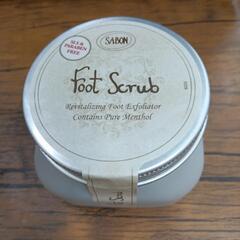 SABON
SLS &
PARABEN
FREE
Foot Scrub
Revitalizing Foot Exfoliator
Contains Pure Menthol